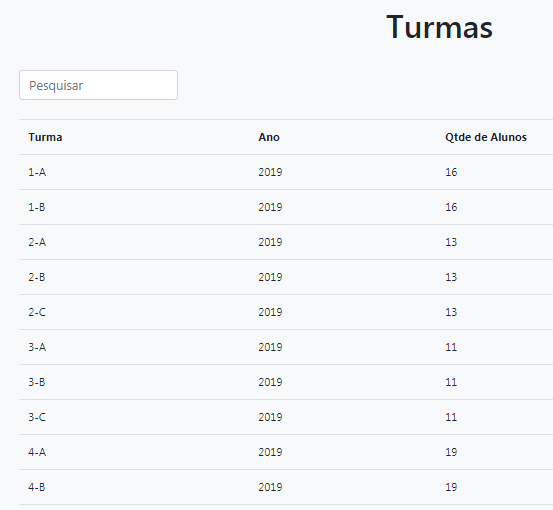 Turmas
Pesquisar
Turma Ano Qtde de Alunos
1-A 2019 16
1-B 2019 16
2-A 2019 13
2-B 2019 13
2-C 2019 13
3-A 2019 11
3-B 2019 11
3-C 2019 11
4-A 2019 19
4-B 2019 19